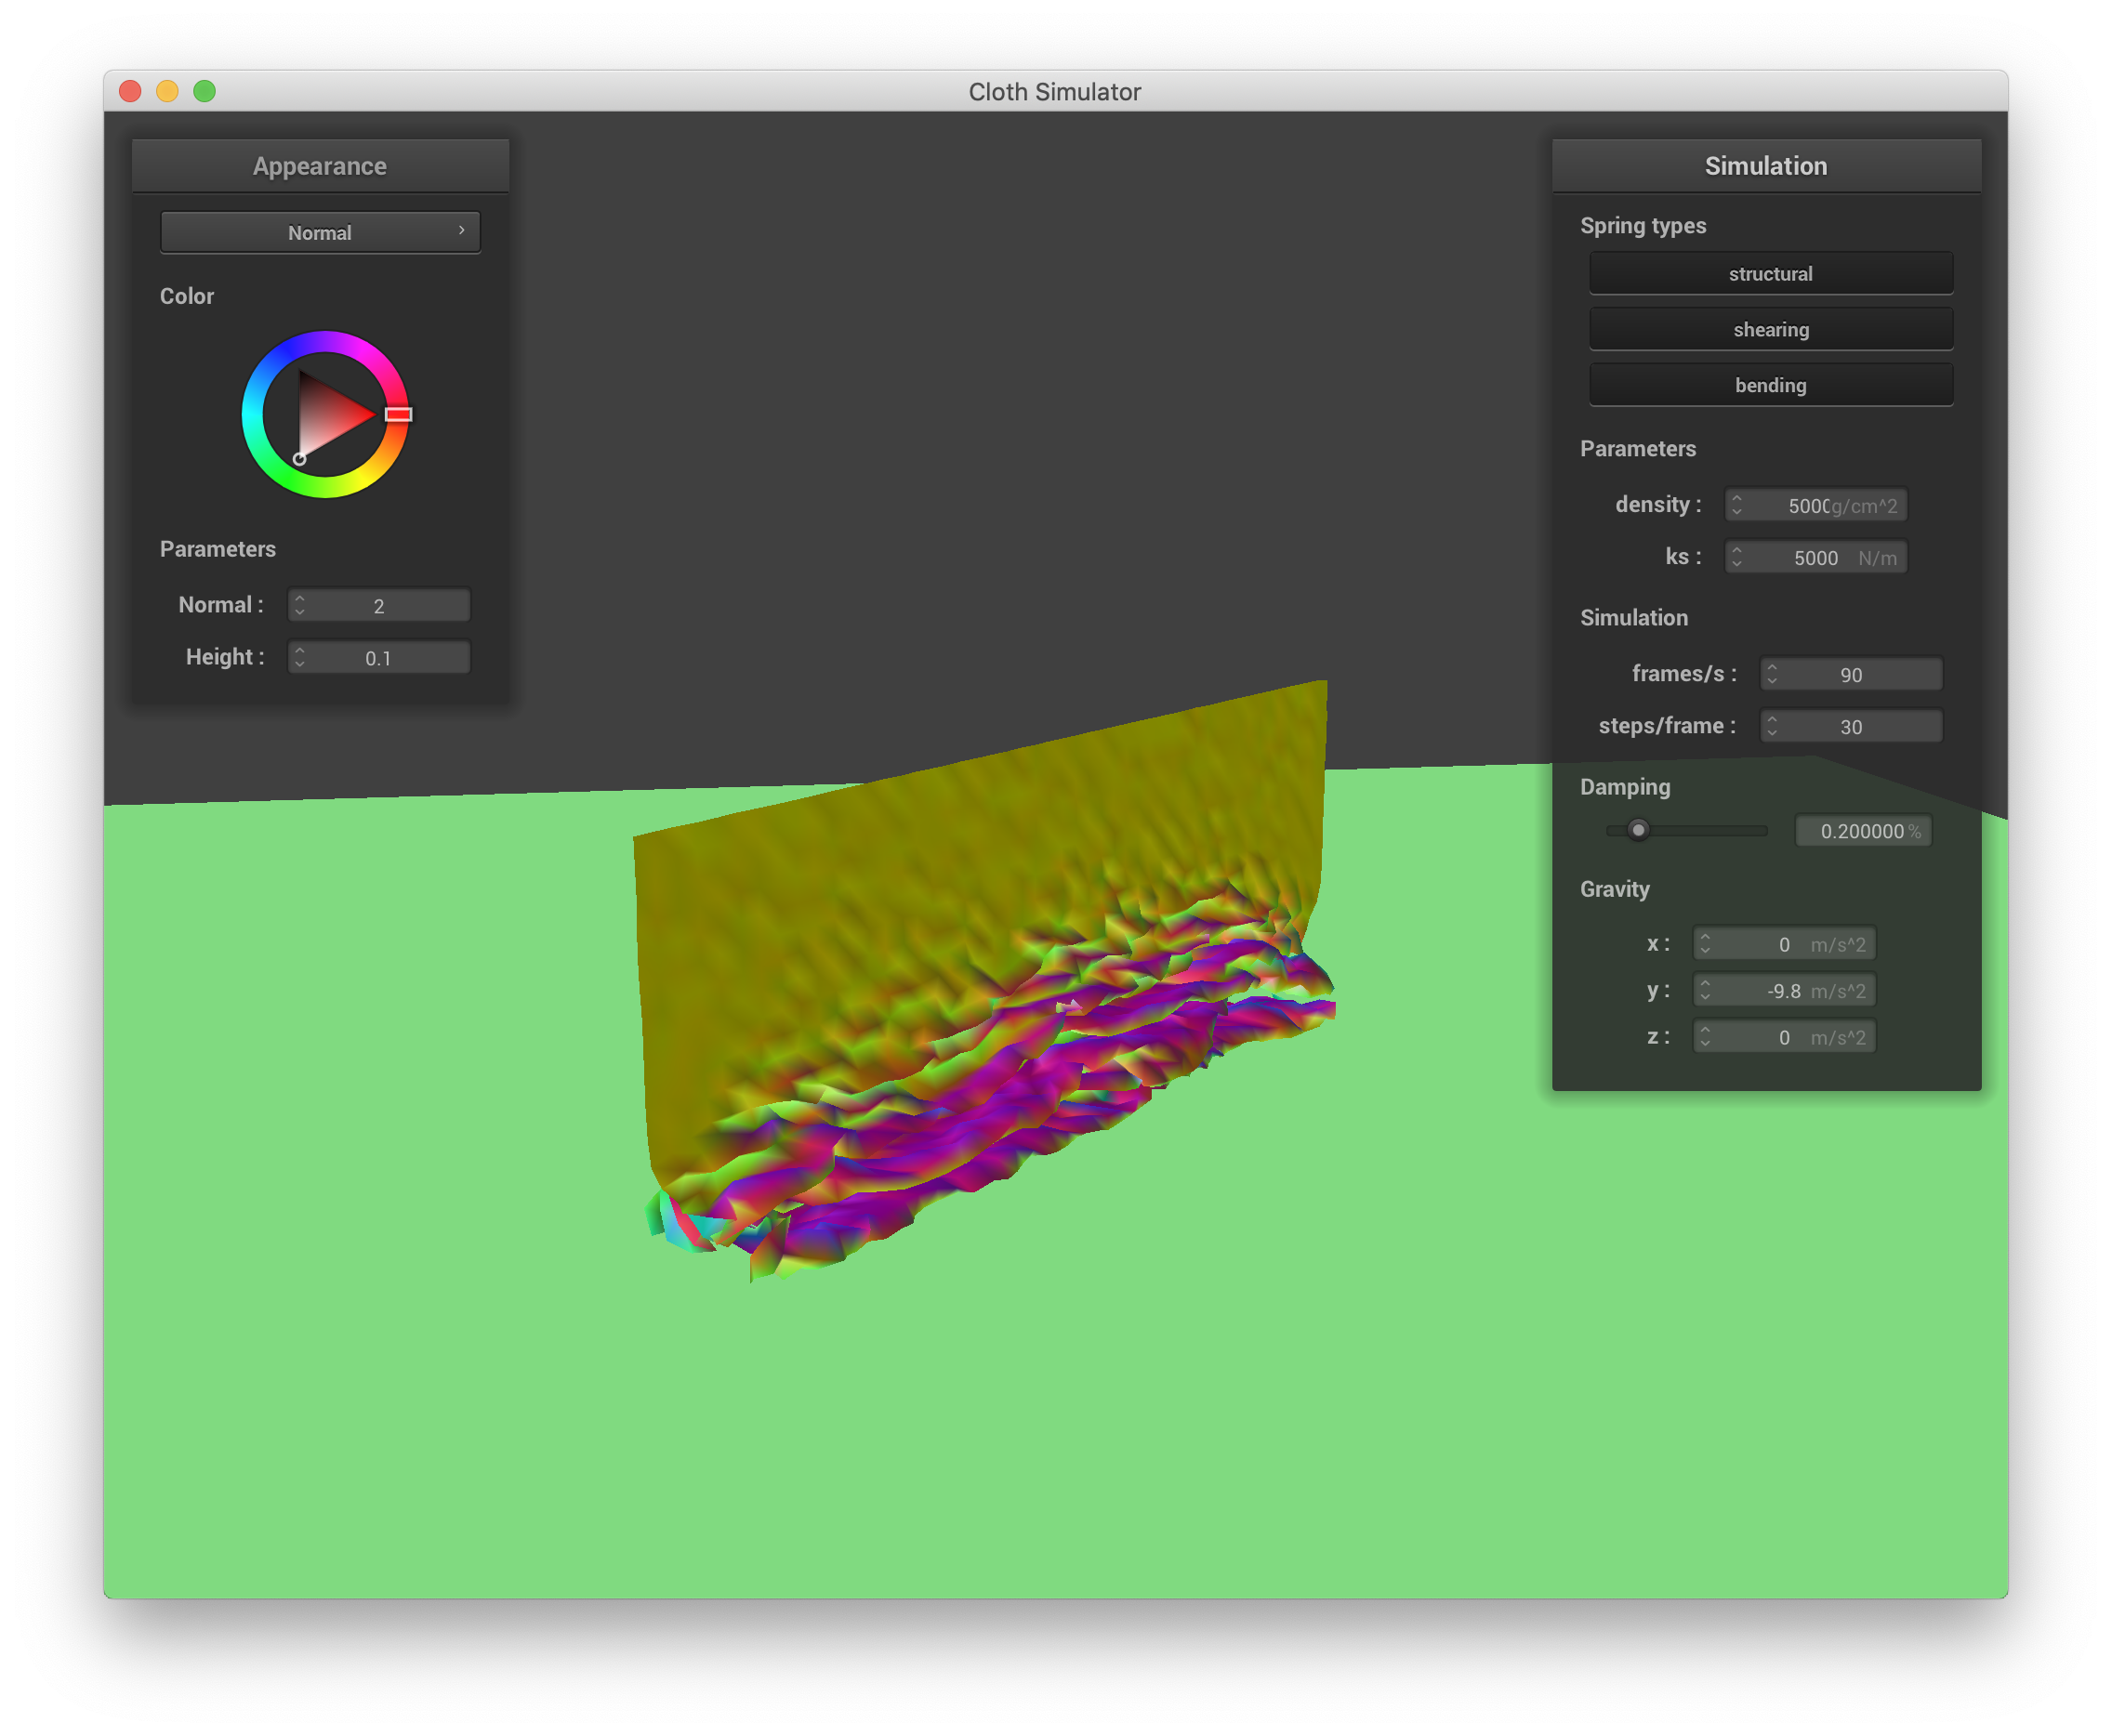 Cloth Simulator
Appearance
Normal
Color
Parameters
Normal : 2
Height : 0.1
Simulation
Spring types
structural
shearing
bending
Parameters
density : 5000 g/cm^2
ks : 5000 N/m
Simulation
frames/s : 90
steps/frame : 30
Damping
0.200000 %
Gravity
x : 0 m/s^2
y : -9.8 m/s^2
z : 0 m/s^2